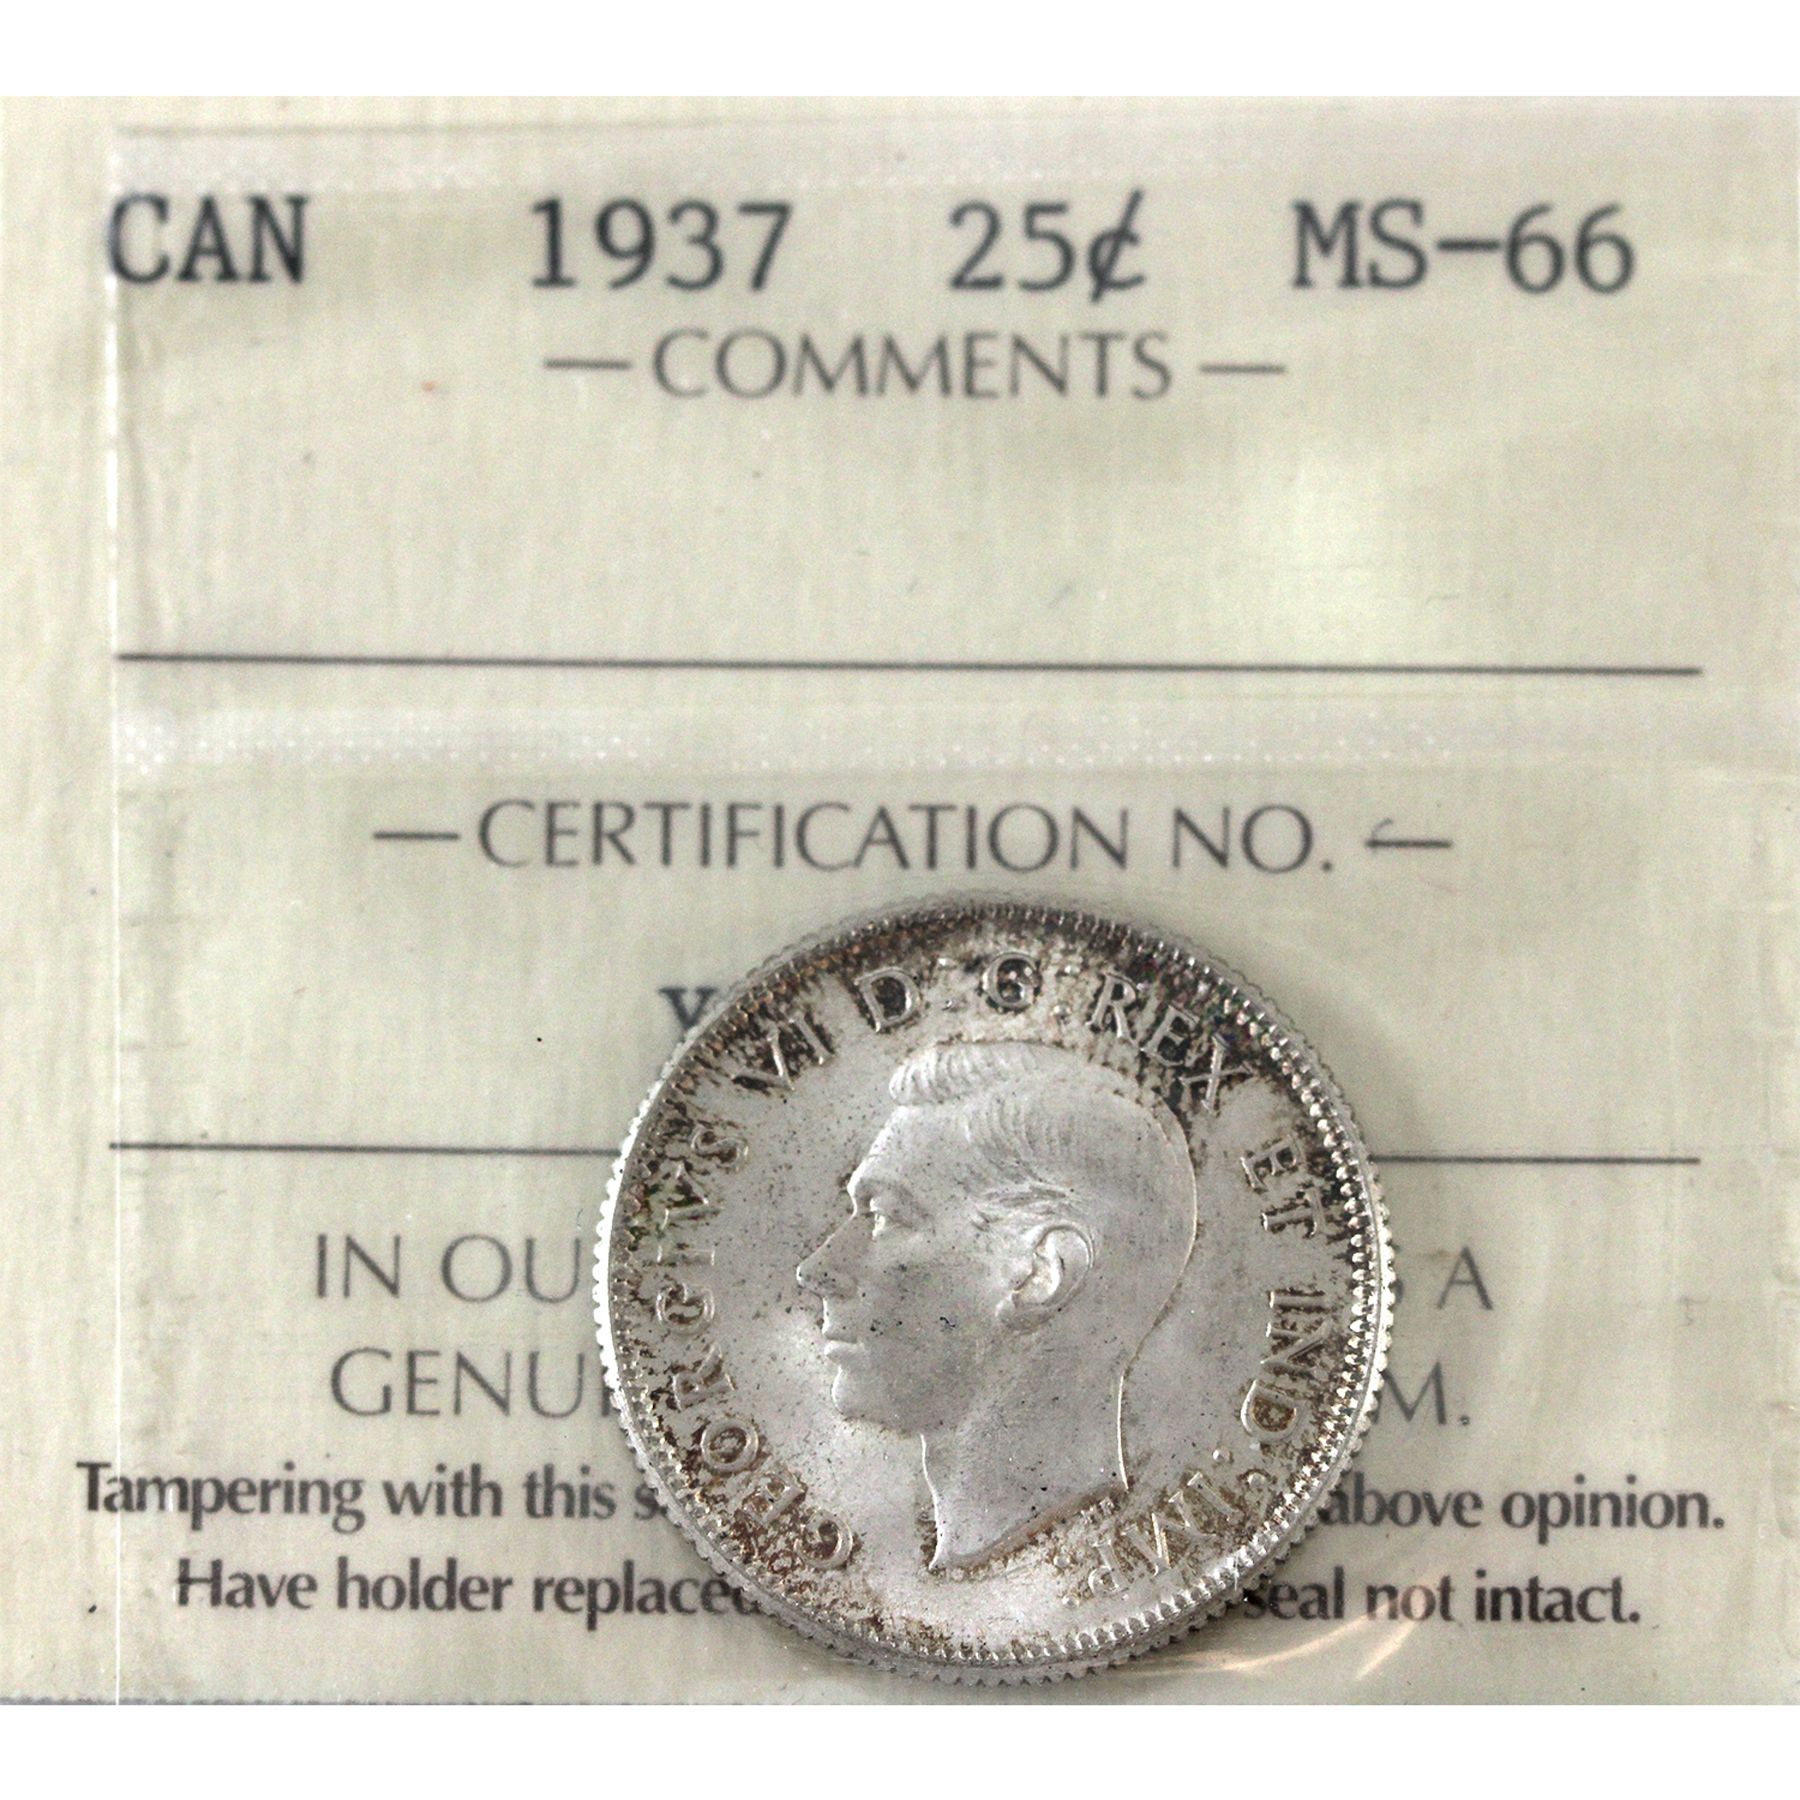 CAN 1937 25¢ MS-66
— COMMENTS —
— CERTIFICATION NO. —
GEORGIVS VI D:G:REX ET IND:IMP:
IN OU A
GENU M.
Tampering with this above opinion.
Have holder replaced seal not intact.